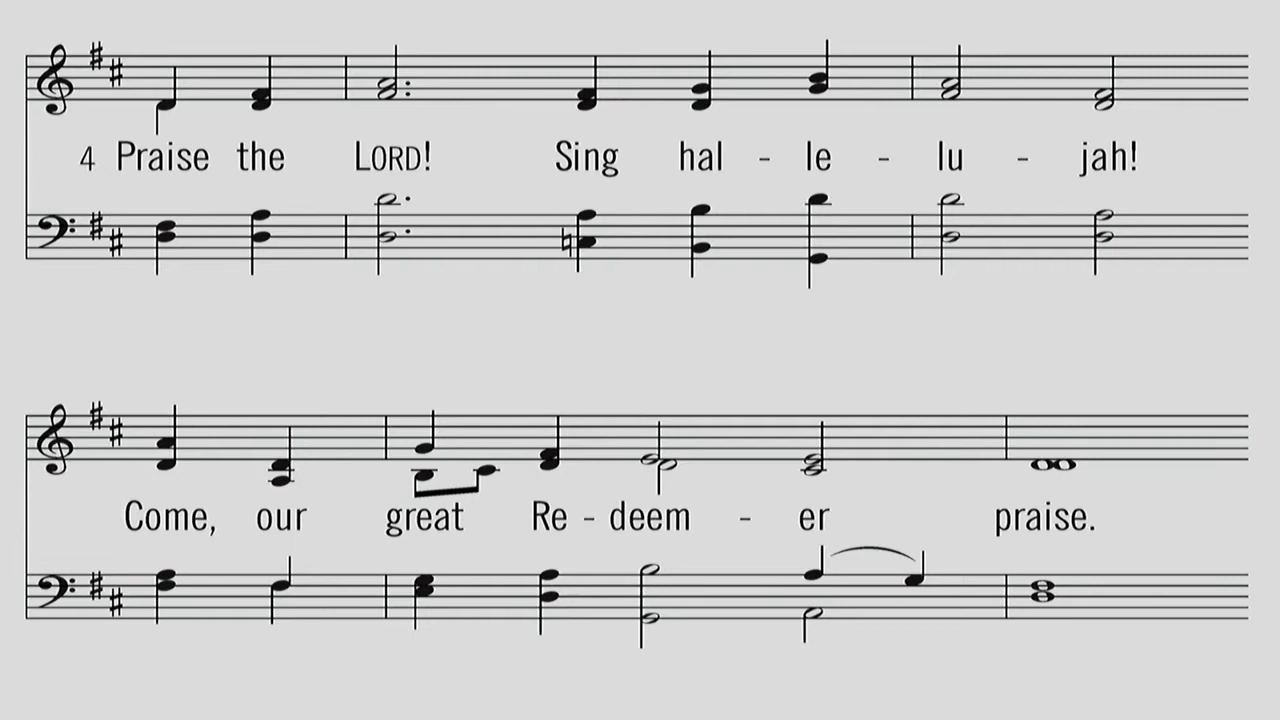 4 Praise the LORD! Sing hal - le - lu - jah!
Come, our great Re - deem - er praise.